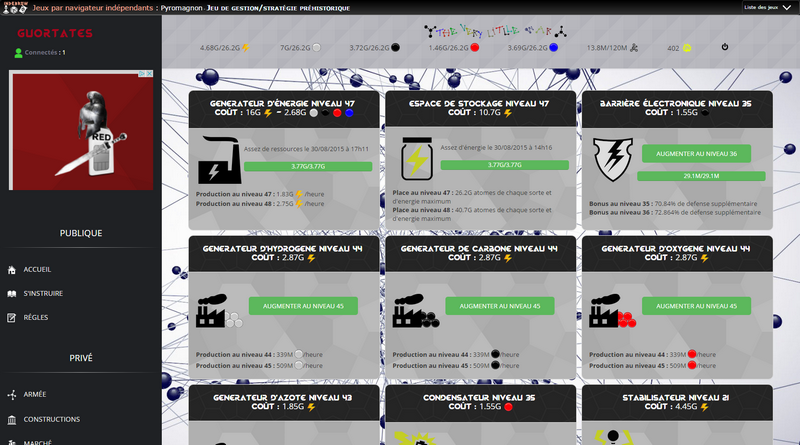 Jeux par navigateur indépendants : Pyromagnon - Jeu de gestion/stratégie préhistorique
Liste des jeux
GUORTATES
Connectés : 1
THE VERY LITTLE WAR
4.68G/26.2G
7G/26.2G
3.72G/26.2G
1.46G/26.2G
3.69G/26.2G
13.8M/120M
402
RED
PUBLIQUE
ACCUEIL
S'INSTRUIRE
RÈGLES
PRIVÉ
ARMÉE
CONSTRUCTIONS
MARCHÉ
GENERATEUR D'ÉNERGIE NIVEAU 47
COÛT : 16G - 2.68G
Assez de ressources le 30/08/2015 à 17h11
3.77G/3.77G
Production au niveau 47 : 1.83G /heure
Production au niveau 48 : 2.75G /heure
ESPACE DE STOCKAGE NIVEAU 47
COÛT : 10.7G
Assez d'énergie le 30/08/2015 à 14h16
3.77G/3.77G
Place au niveau 47 : 26.2G atomes de chaque sorte et
d'energie maximum
Place au niveau 48 : 40.7G atomes de chaque sorte et
d'energie maximum
BARRIÈRE ÉLECTRONIQUE NIVEAU 35
COÛT : 1.55G
AUGMENTER AU NIVEAU 36
29.1M/29.1M
Bonus au niveau 35 : 70.84% de defense supplémentaire
Bonus au niveau 36 : 72.864% de defense supplémentaire
GENERATEUR D'HYDROGENE NIVEAU 44
COÛT : 2.87G
AUGMENTER AU NIVEAU 45
Production au niveau 44 : 339M /heure
Production au niveau 45 : 509M /heure
GENERATEUR DE CARBONE NIVEAU 44
COÛT : 2.87G
AUGMENTER AU NIVEAU 45
Production au niveau 44 : 339M /heure
Production au niveau 45 : 509M /heure
GENERATEUR D'OXYGENE NIVEAU 44
COÛT : 2.87G
AUGMENTER AU NIVEAU 45
Production au niveau 44 : 339M /heure
Production au niveau 45 : 509M /heure
GENERATEUR D'AZOTE NIVEAU 43
COÛT : 1.85G
CONDENSATEUR NIVEAU 35
COÛT : 1.55G
STABILISATEUR NIVEAU 21
COÛT : 4.45G